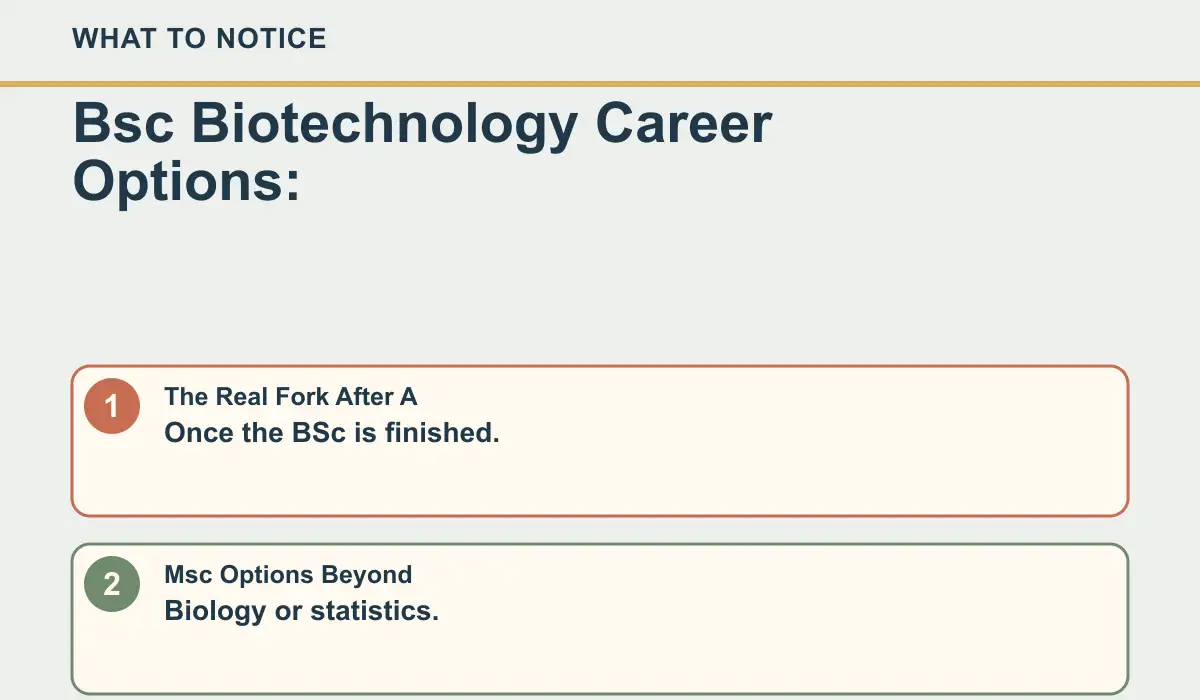 WHAT TO NOTICE
Bsc Biotechnology Career
Options:
1
The Real Fork After A
Once the BSc is finished.
2
Msc Options Beyond
Biology or statistics.